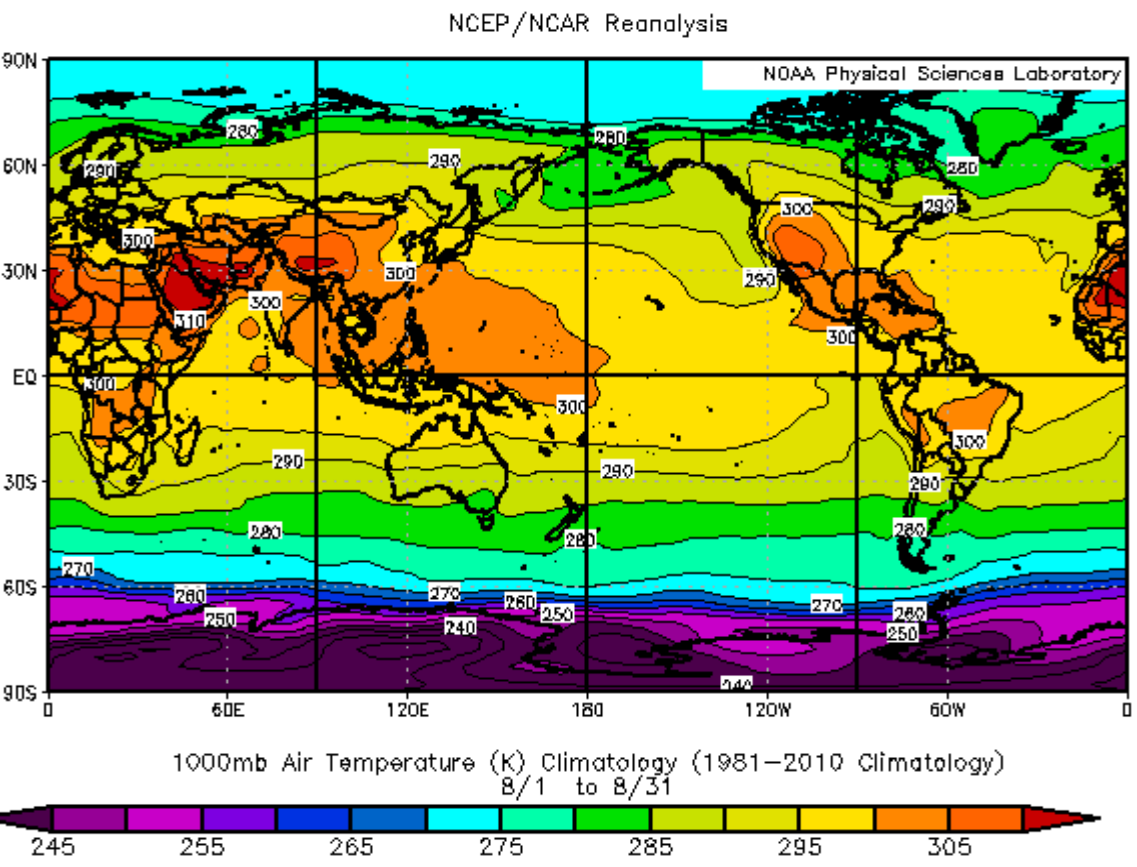 NCEP/NCAR Reanalysis
90N
NOAA Physical Sciences Laboratory
280
280
60N
290
290
280
290
300
290
300
30N
300
290
300
310
300
EQ
300
300
300
290
290
290
30S
280
280
280
270
60S
270
270
260
260
260
250
250
250
240
240
90S
0
60E
120E
180
120W
60W
0
1000mb Air Temperature (K) Climatology (1981-2010 Climatology)
8/1 to 8/31
245 255 265 275 285 295 305